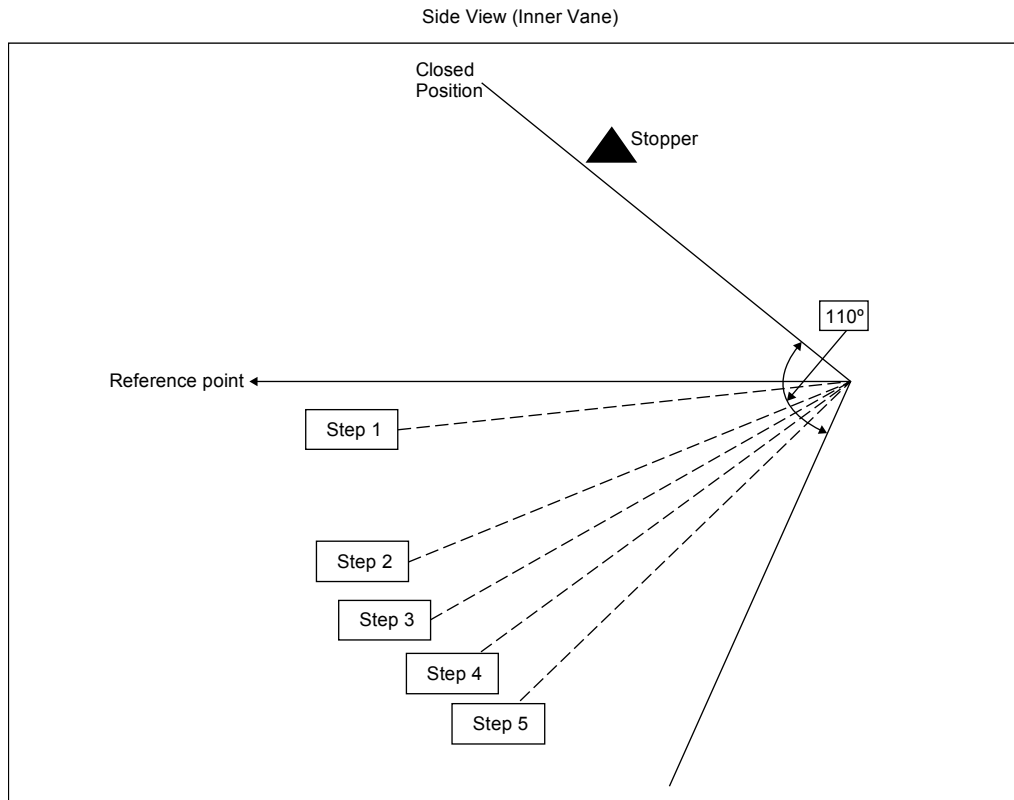 Side View (Inner Vane)
Closed
Position
Stopper
110º
Reference point
Step 1
Step 2
Step 3
Step 4
Step 5